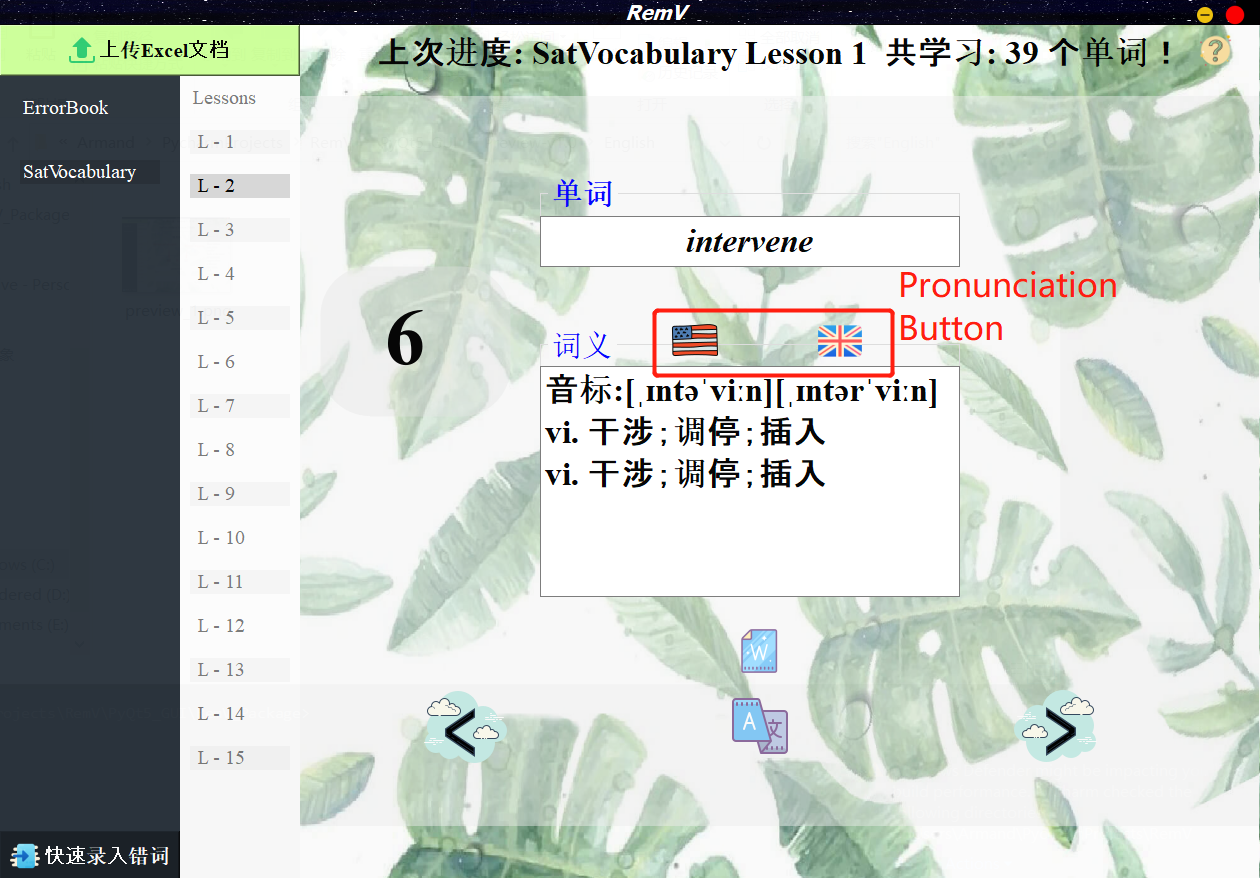 RemV
上传Excel文档
上次进度: SatVocabulary Lesson 1 共学习: 39 个单词！
?
ErrorBook
SatVocabulary
Lessons
L - 1
L - 2
L - 3
L - 4
L - 5
L - 6
L - 7
L - 8
L - 9
L - 10
L - 11
L - 12
L - 13
L - 14
L - 15
快速录入错词
单词
intervene
Pronunciation
Button
6
词义
音标:[ˌɪntəˈviːn][ˌɪntərˈviːn]
vi. 干涉;调停;插入
vi. 干涉;调停;插入
W
A 文
<
>